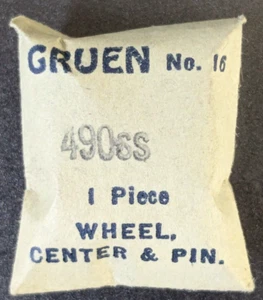 GRUEN No. 16
490SS
1 Piece
WHEEL,
CENTER & PIN.